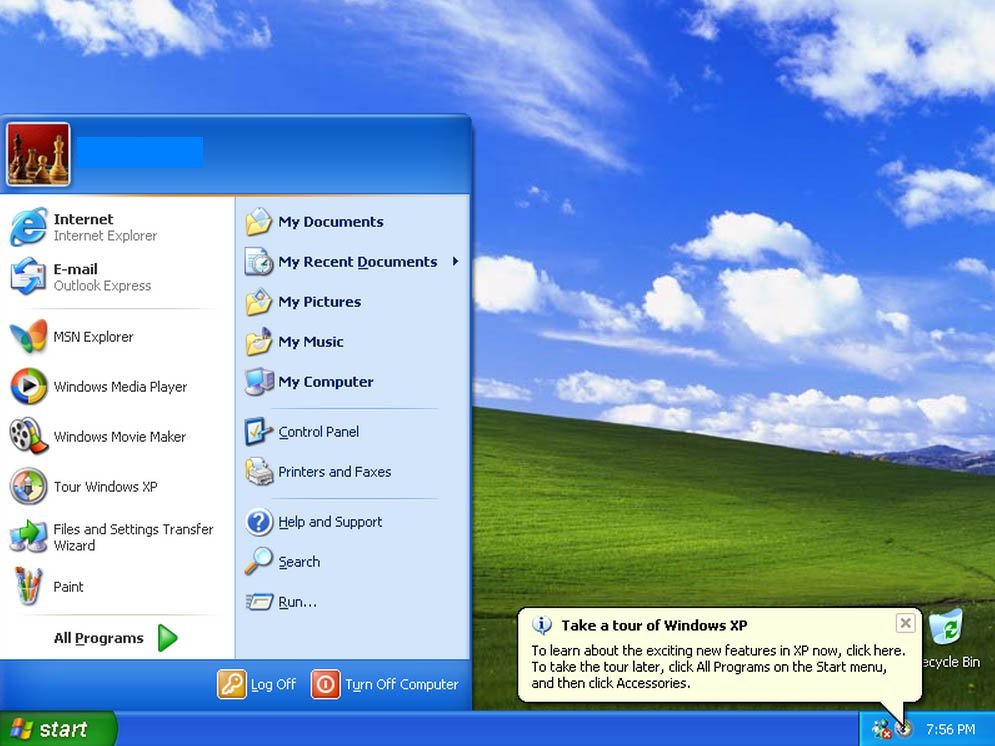 Internet
Internet Explorer
E-mail
Outlook Express
MSN Explorer
Windows Media Player
Windows Movie Maker
Tour Windows XP
Files and Settings Transfer
Wizard
Paint
All Programs
My Documents
My Recent Documents
My Pictures
My Music
My Computer
Control Panel
Printers and Faxes
Help and Support
Search
Run...
Log Off
Turn Off Computer
Take a tour of Windows XP
To learn about the exciting new features in XP now, click here.
To take the tour later, click All Programs on the Start menu,
and then click Accessories.
ecycle Bin
start
7:56 PM